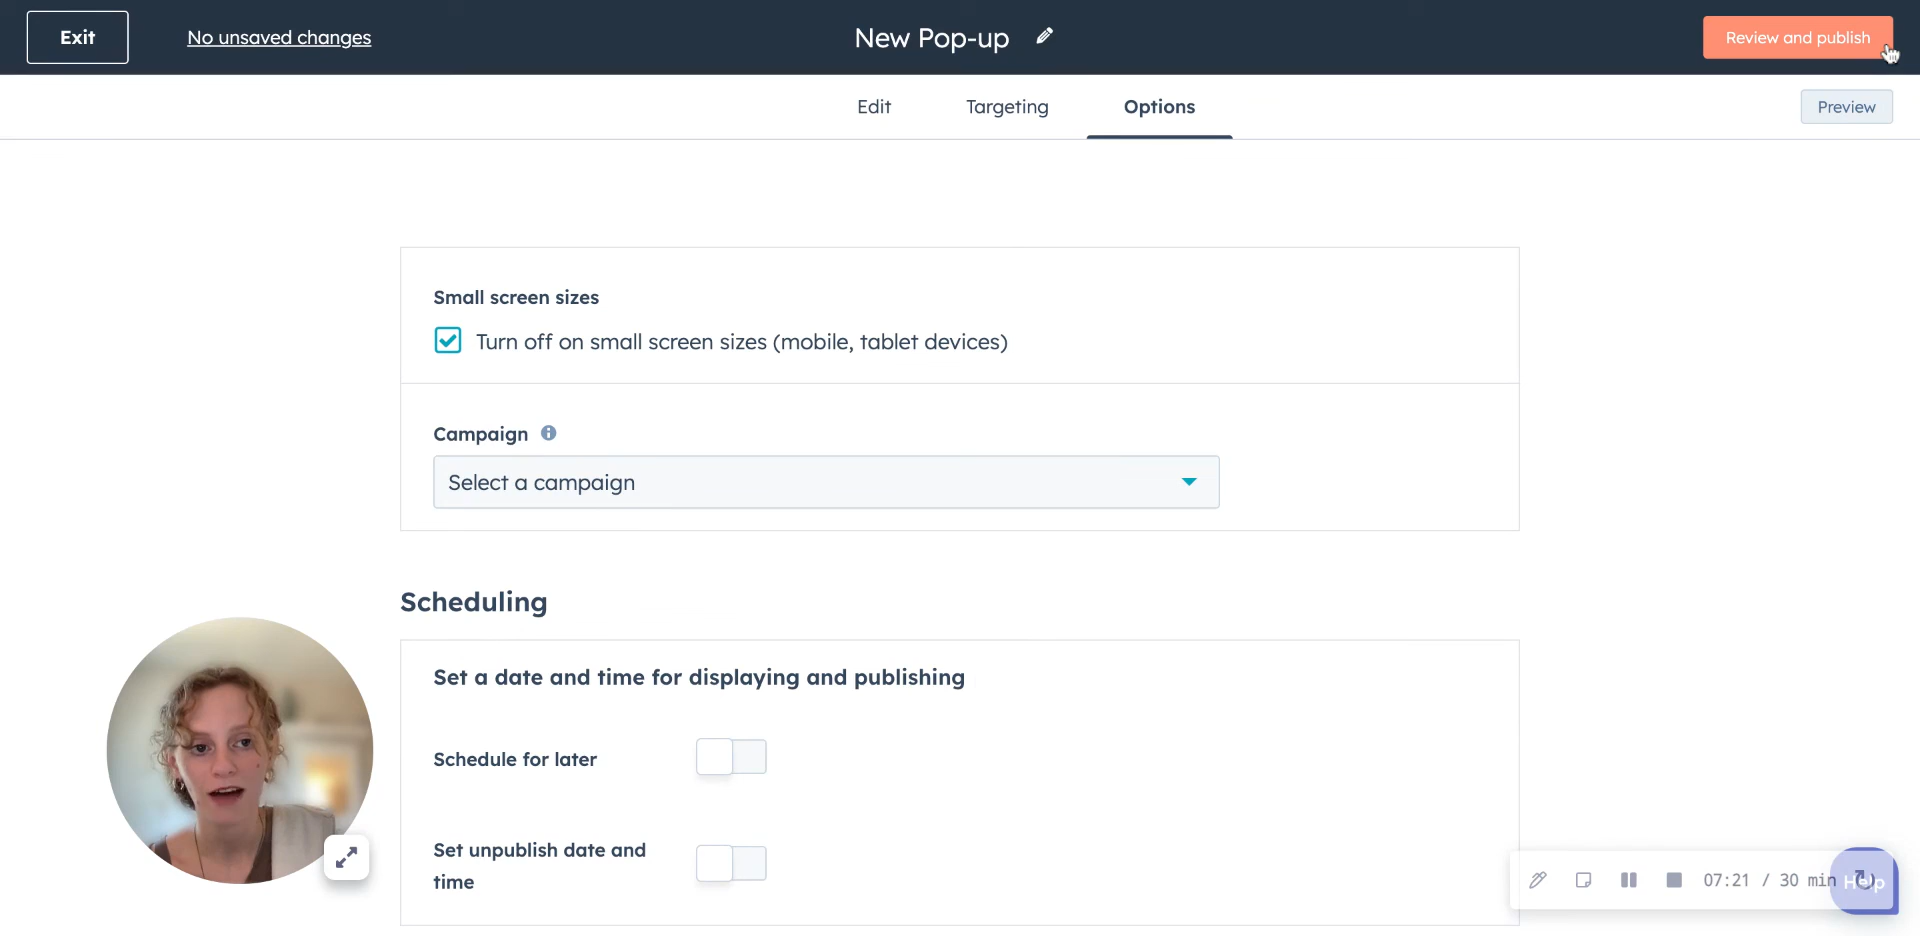 Exit
No unsaved changes
New Pop-up
Review and publish
Edit
Targeting
Options
Preview
Small screen sizes
Turn off on small screen sizes (mobile, tablet devices)
Campaign
Select a campaign
Scheduling
Set a date and time for displaying and publishing
Schedule for later
Set unpublish date and
time
07:21 / 30 min
Help